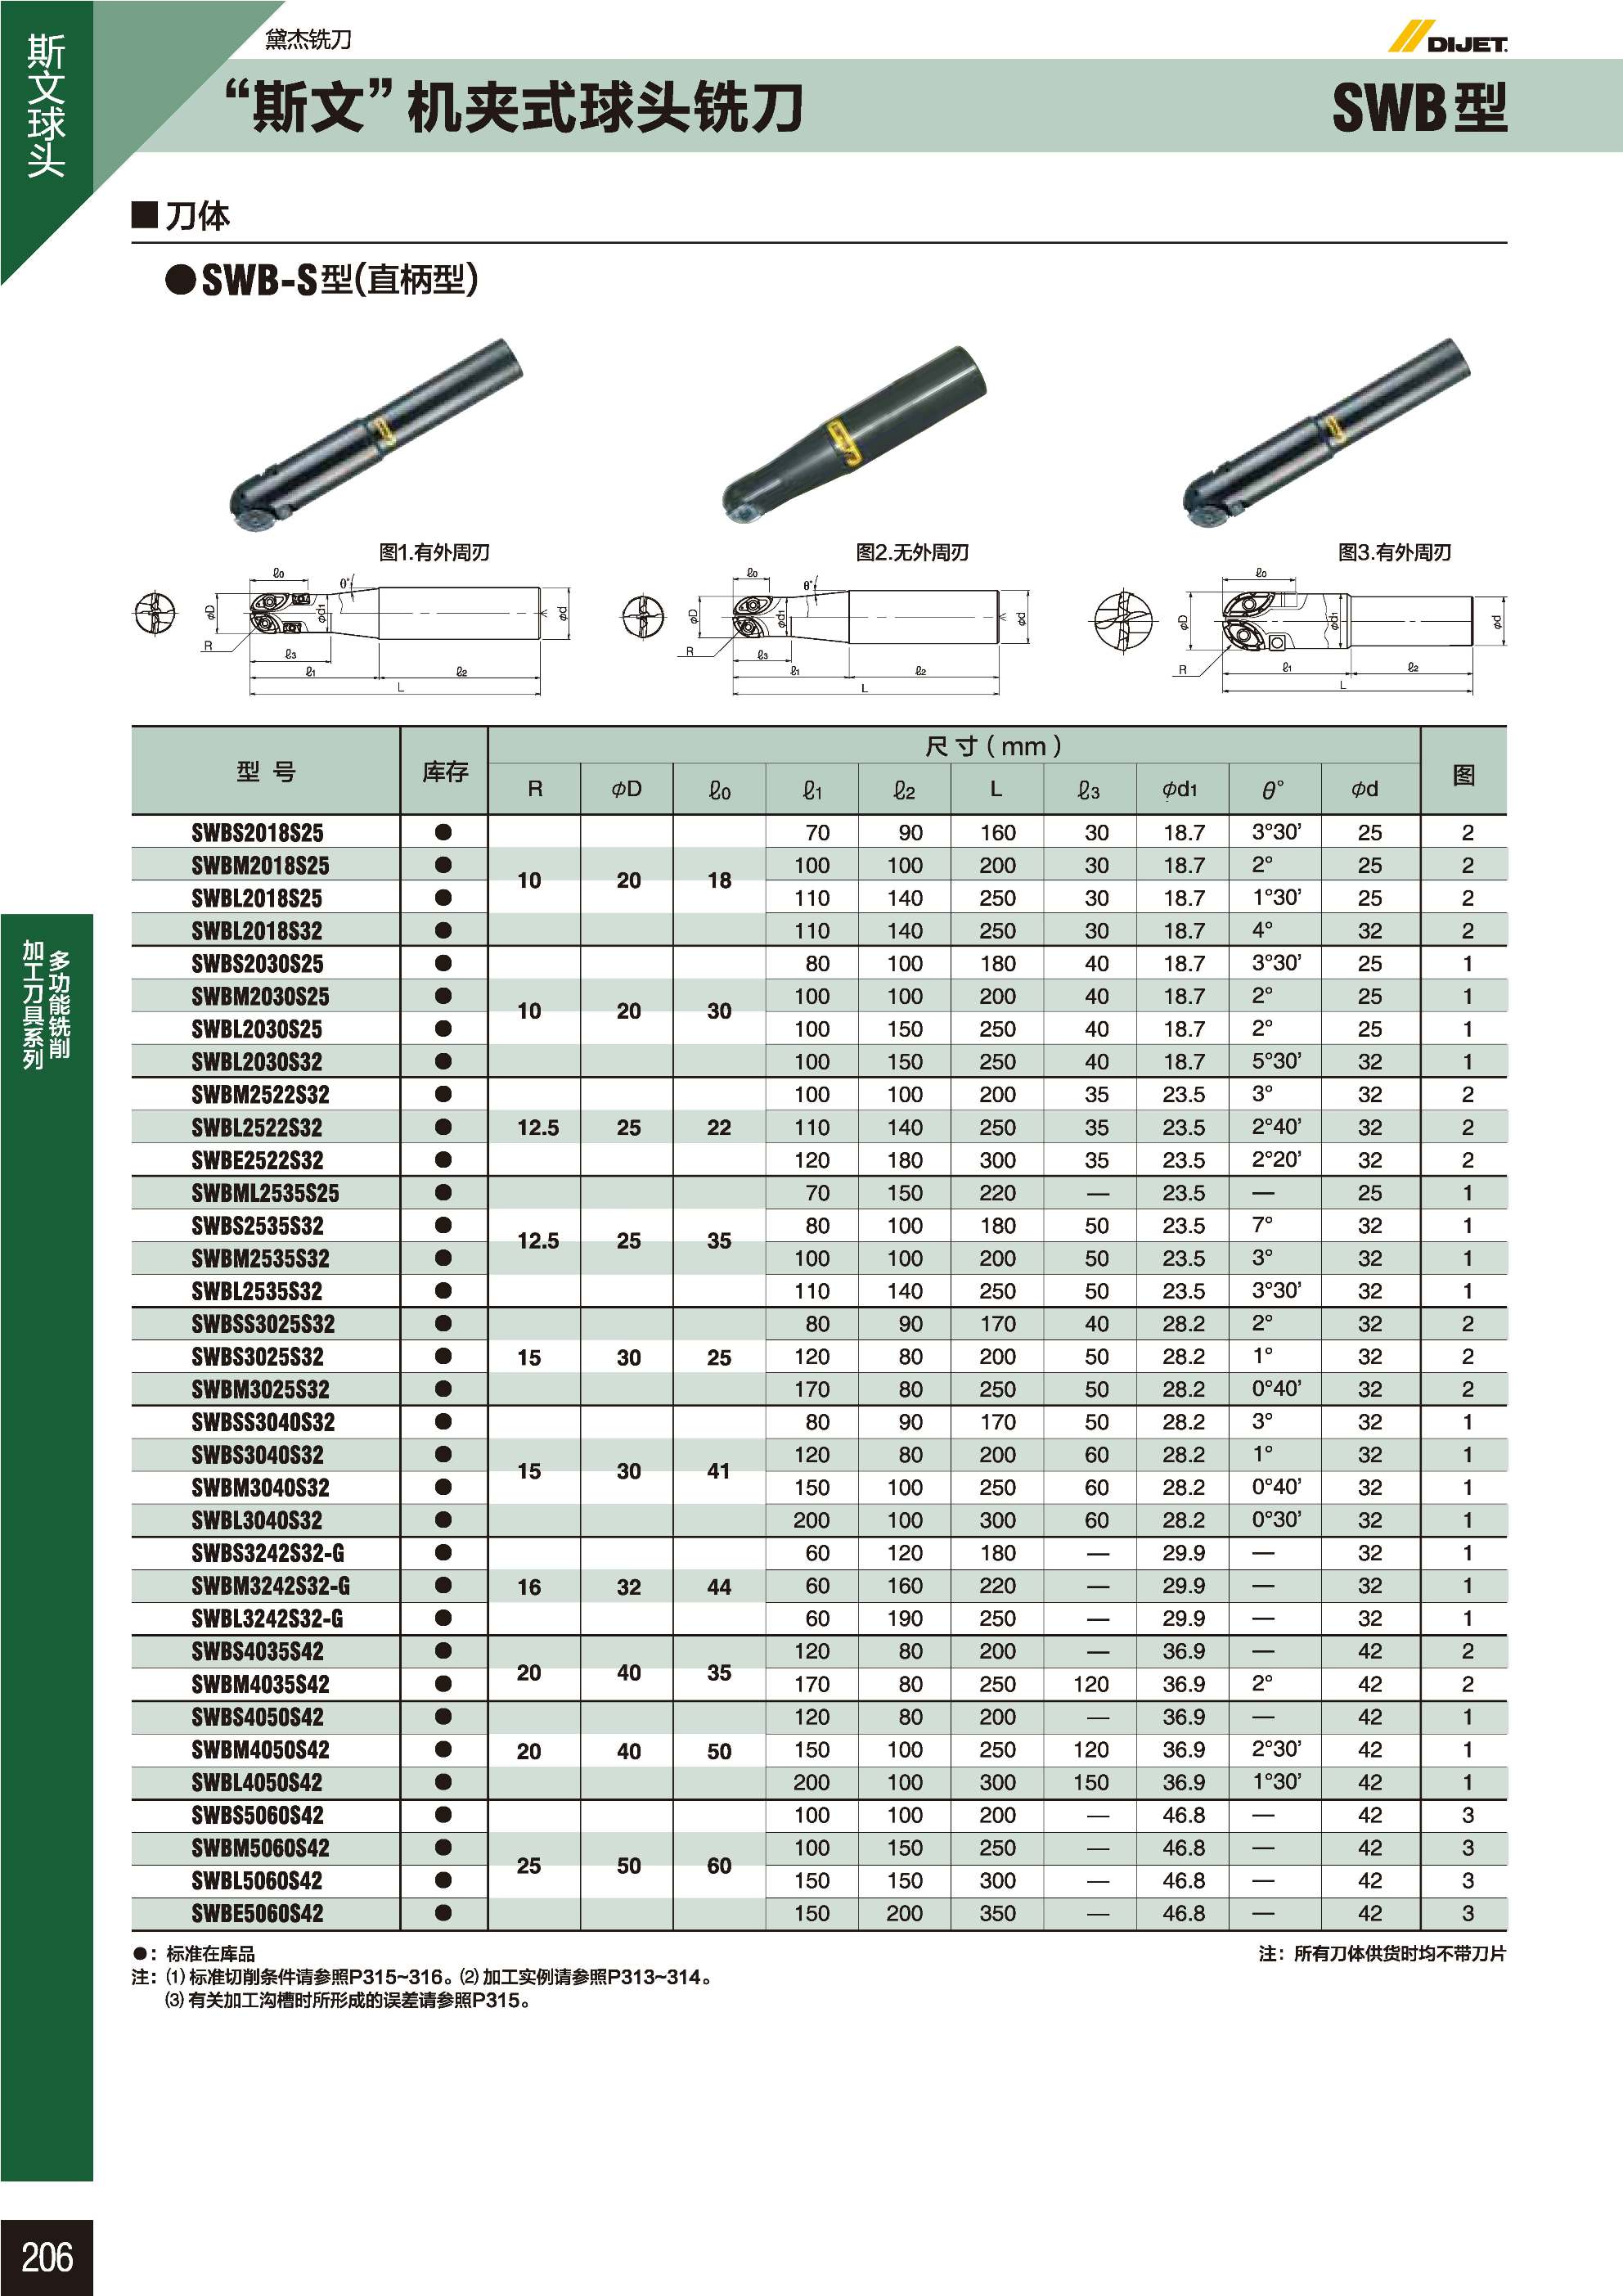 斯文球头
黛杰铣刀
DIJET
“斯文”机夹式球头铣刀
SWB型
■刀体
●SWB-S型(直柄型)
图1.有外周刃
图2.无外周刃
图3.有外周刃
ℓ0 θ° φD φd1 φd R ℓ3 ℓ1 ℓ2 L
ℓ0 θ° φD φd1 φd R ℓ3 ℓ1 ℓ2 L
ℓ0 φD φd1 φd R ℓ1 ℓ2 L
型 号 库存 尺 寸 ( mm ) 图
R φD ℓ0 ℓ1 ℓ2 L ℓ3 φd1 θ° φd
SWBS2018S25 ● 70 90 160 30 18.7 3°30’ 25 2
SWBM2018S25 ● 100 100 200 30 18.7 2° 25 2
10 20 18
SWBL2018S25 ● 110 140 250 30 18.7 1°30’ 25 2
SWBL2018S32 ● 110 140 250 30 18.7 4° 32 2
SWBS2030S25 ● 80 100 180 40 18.7 3°30’ 25 1
SWBM2030S25 ● 100 100 200 40 18.7 2° 25 1
10 20 30
SWBL2030S25 ● 100 150 250 40 18.7 2° 25 1
SWBL2030S32 ● 100 150 250 40 18.7 5°30’ 32 1
SWBM2522S32 ● 100 100 200 35 23.5 3° 32 2
SWBL2522S32 ● 12.5 25 22 110 140 250 35 23.5 2°40’ 32 2
SWBE2522S32 ● 120 180 300 35 23.5 2°20’ 32 2
SWBML2535S25 ● 70 150 220 — 23.5 — 25 1
SWBS2535S32 ● 80 100 180 50 23.5 7° 32 1
12.5 25 35
SWBM2535S32 ● 100 100 200 50 23.5 3° 32 1
SWBL2535S32 ● 110 140 250 50 23.5 3°30’ 32 1
SWBSS3025S32 ● 80 90 170 40 28.2 2° 32 2
SWBS3025S32 ● 15 30 25 120 80 200 50 28.2 1° 32 2
SWBM3025S32 ● 170 80 250 50 28.2 0°40’ 32 2
SWBSS3040S32 ● 80 90 170 50 28.2 3° 32 1
SWBS3040S32 ● 120 80 200 60 28.2 1° 32 1
15 30 41
SWBM3040S32 ● 150 100 250 60 28.2 0°40’ 32 1
SWBL3040S32 ● 200 100 300 60 28.2 0°30’ 32 1
SWBS3242S32-G ● 60 120 180 — 29.9 — 32 1
SWBM3242S32-G ● 16 32 44 60 160 220 — 29.9 — 32 1
SWBL3242S32-G ● 60 190 250 — 29.9 — 32 1
SWBS4035S42 ● 120 80 200 — 36.9 — 42 2
20 40 35
SWBM4035S42 ● 170 80 250 120 36.9 2° 42 2
SWBS4050S42 ● 120 80 200 — 36.9 — 42 1
SWBM4050S42 ● 20 40 50 150 100 250 120 36.9 2°30’ 42 1
SWBL4050S42 ● 200 100 300 150 36.9 1°30’ 42 1
SWBS5060S42 ● 100 100 200 — 46.8 — 42 3
SWBM5060S42 ● 100 150 250 — 46.8 — 42 3
25 50 60
SWBL5060S42 ● 150 150 300 — 46.8 — 42 3
SWBE5060S42 ● 150 200 350 — 46.8 — 42 3
●：标准在库品
注：所有刀体供货时均不带刀片
注：⑴ 标准切削条件请参照P315~316。⑵ 加工实例请参照P313~314。
⑶ 有关加工沟槽时所形成的误差请参照P315。
多功能铣削
加工刀具系列
206